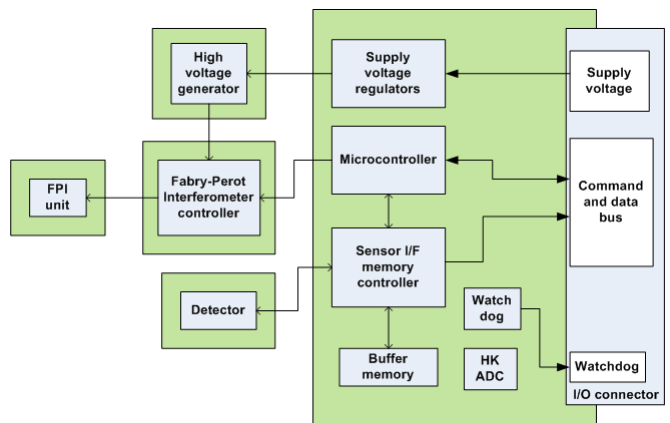 High
voltage
generator
Supply
voltage
regulators
Supply
voltage
Microcontroller
Command
and data
bus
FPI
unit
Fabry-Perot
Interferometer
controller
Sensor I/F
memory
controller
Detector
Watch
dog
Buffer
memory
HK
ADC
Watchdog
I/O connector